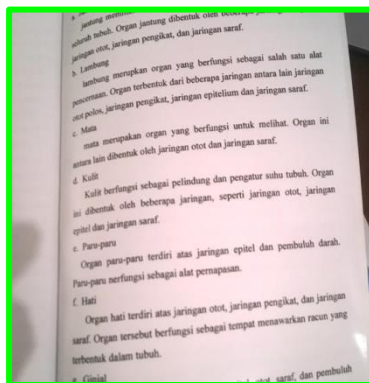 jantung
seluruh tubuh. Organ jantung dibentuk oleh beberapa
jaringan otot, jaringan pengikat, dan jaringan saraf.
b. Lambung
lambung merupkan organ yang berfungsi sebagai salah satu alat
pencernaan. Organ terbentuk dari beberapa jaringan antara lain jaringan
otot polos, jaringan pengikat, jaringan epitelium dan jaringan saraf.
c. Mata
mata merupakan organ yang berfungsi untuk melihat. Organ ini
antara lain dibentuk oleh jaringan otot dan jaringan saraf.
d. Kulit
Kulit berfungsi sebagai pelindung dan pengatur suhu tubuh. Organ
ini dibentuk oleh beberapa jaringan, seperti jaringan otot, jaringan
epitel dan jaringan saraf.
e. Paru-paru
Organ paru-paru terdiri atas jaringan epitel dan pembuluh darah.
Paru-paru nerfungsi sebagai alat pernapasan.
f. Hati
Organ hati terdiri atas jaringan otot, jaringan pengikat, dan jaringan
saraf. Organ tersebut berfungsi sebagai tempat menawarkan racun yang
terbentuk dalam tubuh.
g. Ginjal
otot, saraf, dan pembuluh